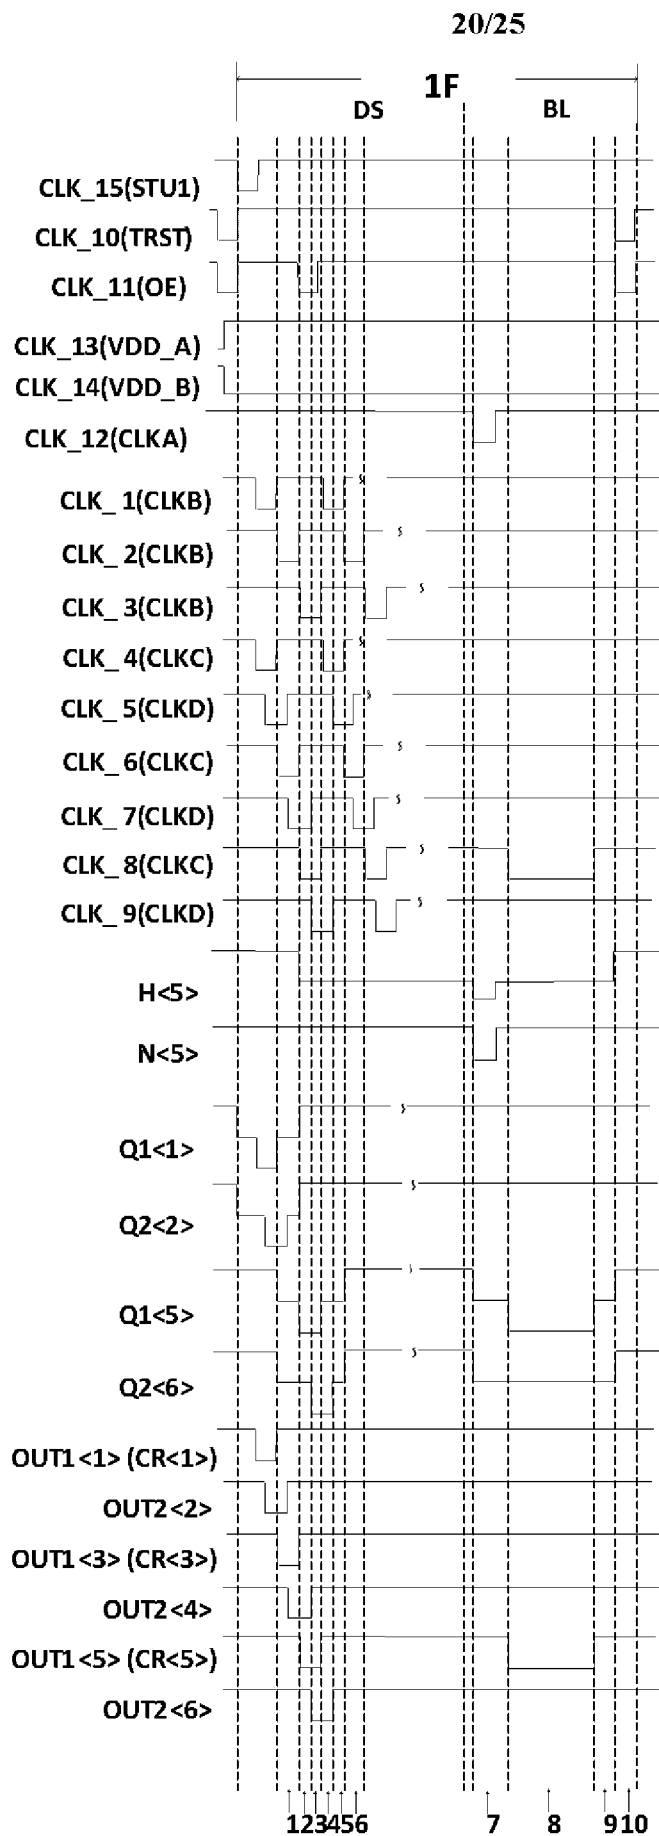 20/25
1F
DS BL
CLK_15(STU1)
CLK_10(TRST)
CLK_11(OE)
CLK_13(VDD_A)
CLK_14(VDD_B)
CLK_12(CLKA)
CLK_ 1(CLKB)
CLK_ 2(CLKB)
CLK_ 3(CLKB)
CLK_ 4(CLKC)
CLK_ 5(CLKD)
CLK_ 6(CLKC)
CLK_ 7(CLKD)
CLK_ 8(CLKC)
CLK_ 9(CLKD)
H<5>
N<5>
Q1<1>
Q2<2>
Q1<5>
Q2<6>
OUT1<1> (CR<1>)
OUT2<2>
OUT1<3> (CR<3>)
OUT2<4>
OUT1<5> (CR<5>)
OUT2<6>
123456 7 8 910